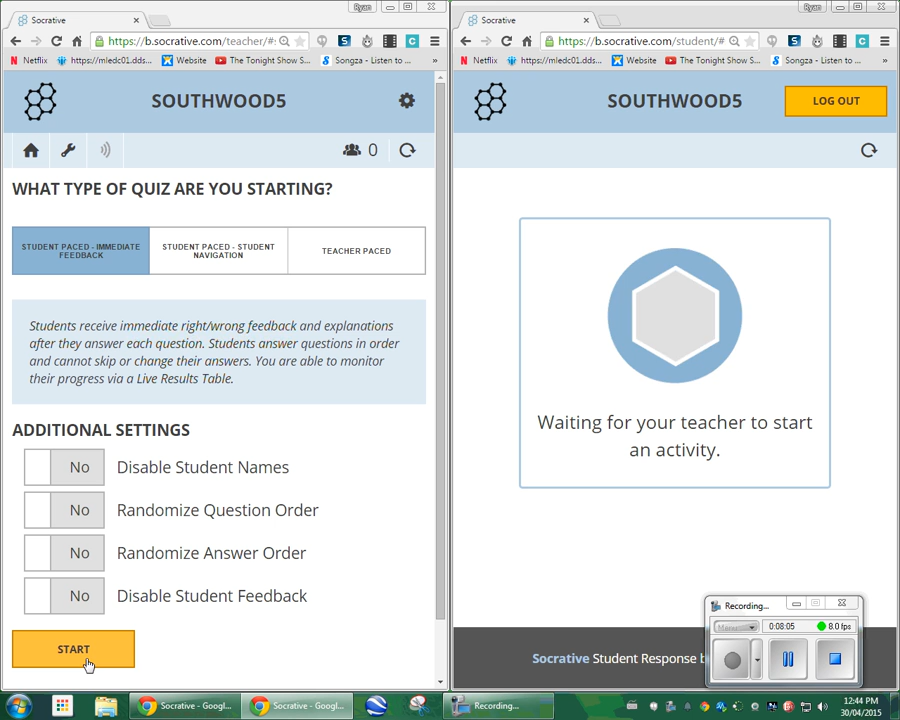 Ryan
Socrative
https://b.socrative.com/teacher/#
Netflix
https://mledc01.dds...
Website
The Tonight Show S...
Songza - Listen to ...
»
SOUTHWOOD5
0
WHAT TYPE OF QUIZ ARE YOU STARTING?
STUDENT PACED - IMMEDIATE
FEEDBACK
STUDENT PACED - STUDENT
NAVIGATION
TEACHER PACED
Students receive immediate right/wrong feedback and explanations
after they answer each question. Students answer questions in order
and cannot skip or change their answers. You are able to monitor
their progress via a Live Results Table.
ADDITIONAL SETTINGS
No Disable Student Names
No Randomize Question Order
No Randomize Answer Order
No Disable Student Feedback
START
Ryan
Socrative
https://b.socrative.com/student/#
Netflix
https://mledc01.dds...
Website
The Tonight Show S...
Songza - Listen to ...
»
SOUTHWOOD5
LOG OUT
Waiting for your teacher to start
an activity.
Socrative Student Response b
Recording...
0:08:05
8.0 fps
Socrative - Googl...
Socrative - Googl...
Recording...
12:44 PM
30/04/2015